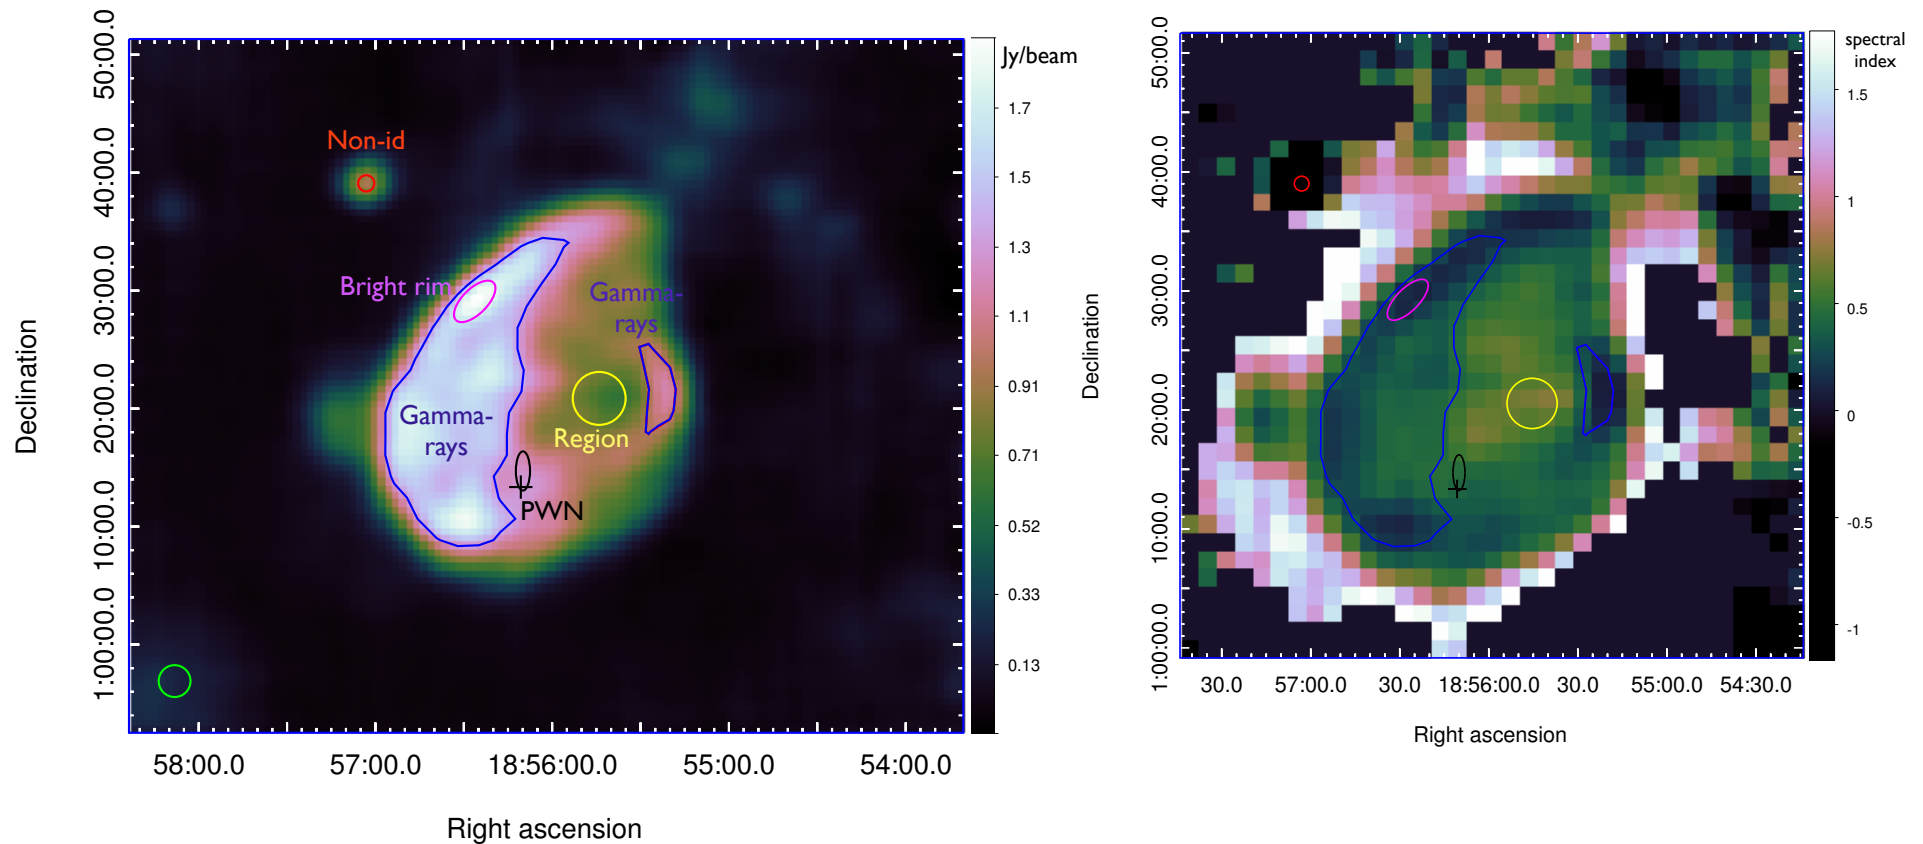 50:00.0
40:00.0
30:00.0
20:00.0
10:00.0
1:00:00.0
Declination
58:00.0
57:00.0
18:56:00.0
55:00.0
54:00.0
Right ascension
Non-id
Bright rim
Gamma-
rays
Gamma-
rays
Region
PWN
Jy/beam
1.7
1.5
1.3
1.1
0.91
0.71
0.52
0.33
0.13
50:00.0
40:00.0
30:00.0
20:00.0
10:00.0
1:00:00.0
Declination
30.0
57:00.0
30.0
18:56:00.0
30.0
55:00.0
54:30.0
Right ascension
spectral
index
1.5
1
0.5
0
-0.5
-1